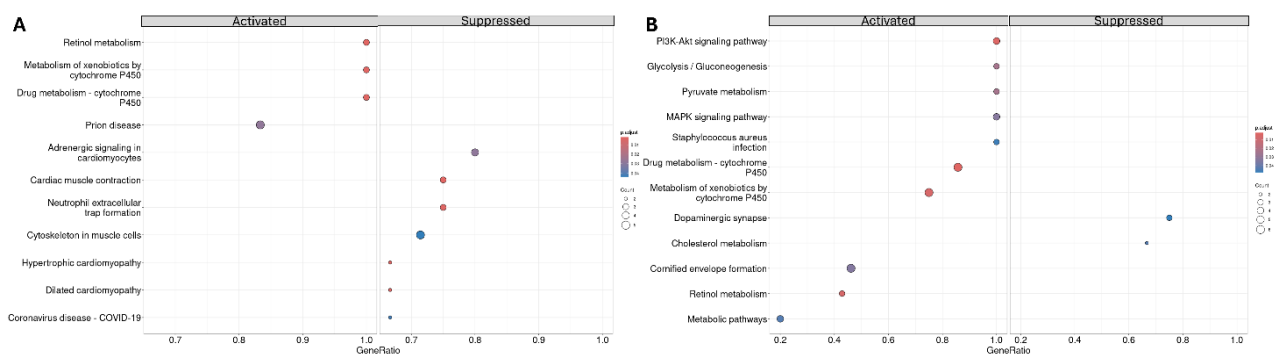 A
Activated
Suppressed
Retinol metabolism
Metabolism of xenobiotics by
cytochrome P450
Drug metabolism - cytochrome
P450
Prion disease
Adrenergic signaling in
cardiomyocytes
Cardiac muscle contraction
Neutrophil extracellular
trap formation
Cytoskeleton in muscle cells
Hypertrophic cardiomyopathy
Dilated cardiomyopathy
Coronavirus disease - COVID-19
0.7 0.8 0.9 1.0 0.7 0.8 0.9 1.0
GeneRatio
p.adjust
Count
B
Activated
Suppressed
PI3K-Akt signaling pathway
Glycolysis / Gluconeogenesis
Pyruvate metabolism
MAPK signaling pathway
Staphylococcus aureus
infection
Drug metabolism - cytochrome
P450
Metabolism of xenobiotics by
cytochrome P450
Dopaminergic synapse
Cholesterol metabolism
Cornified envelope formation
Retinol metabolism
Metabolic pathways
0.2 0.4 0.6 0.8 1.0 0.2 0.4 0.6 0.8 1.0
GeneRatio
p.adjust
Count